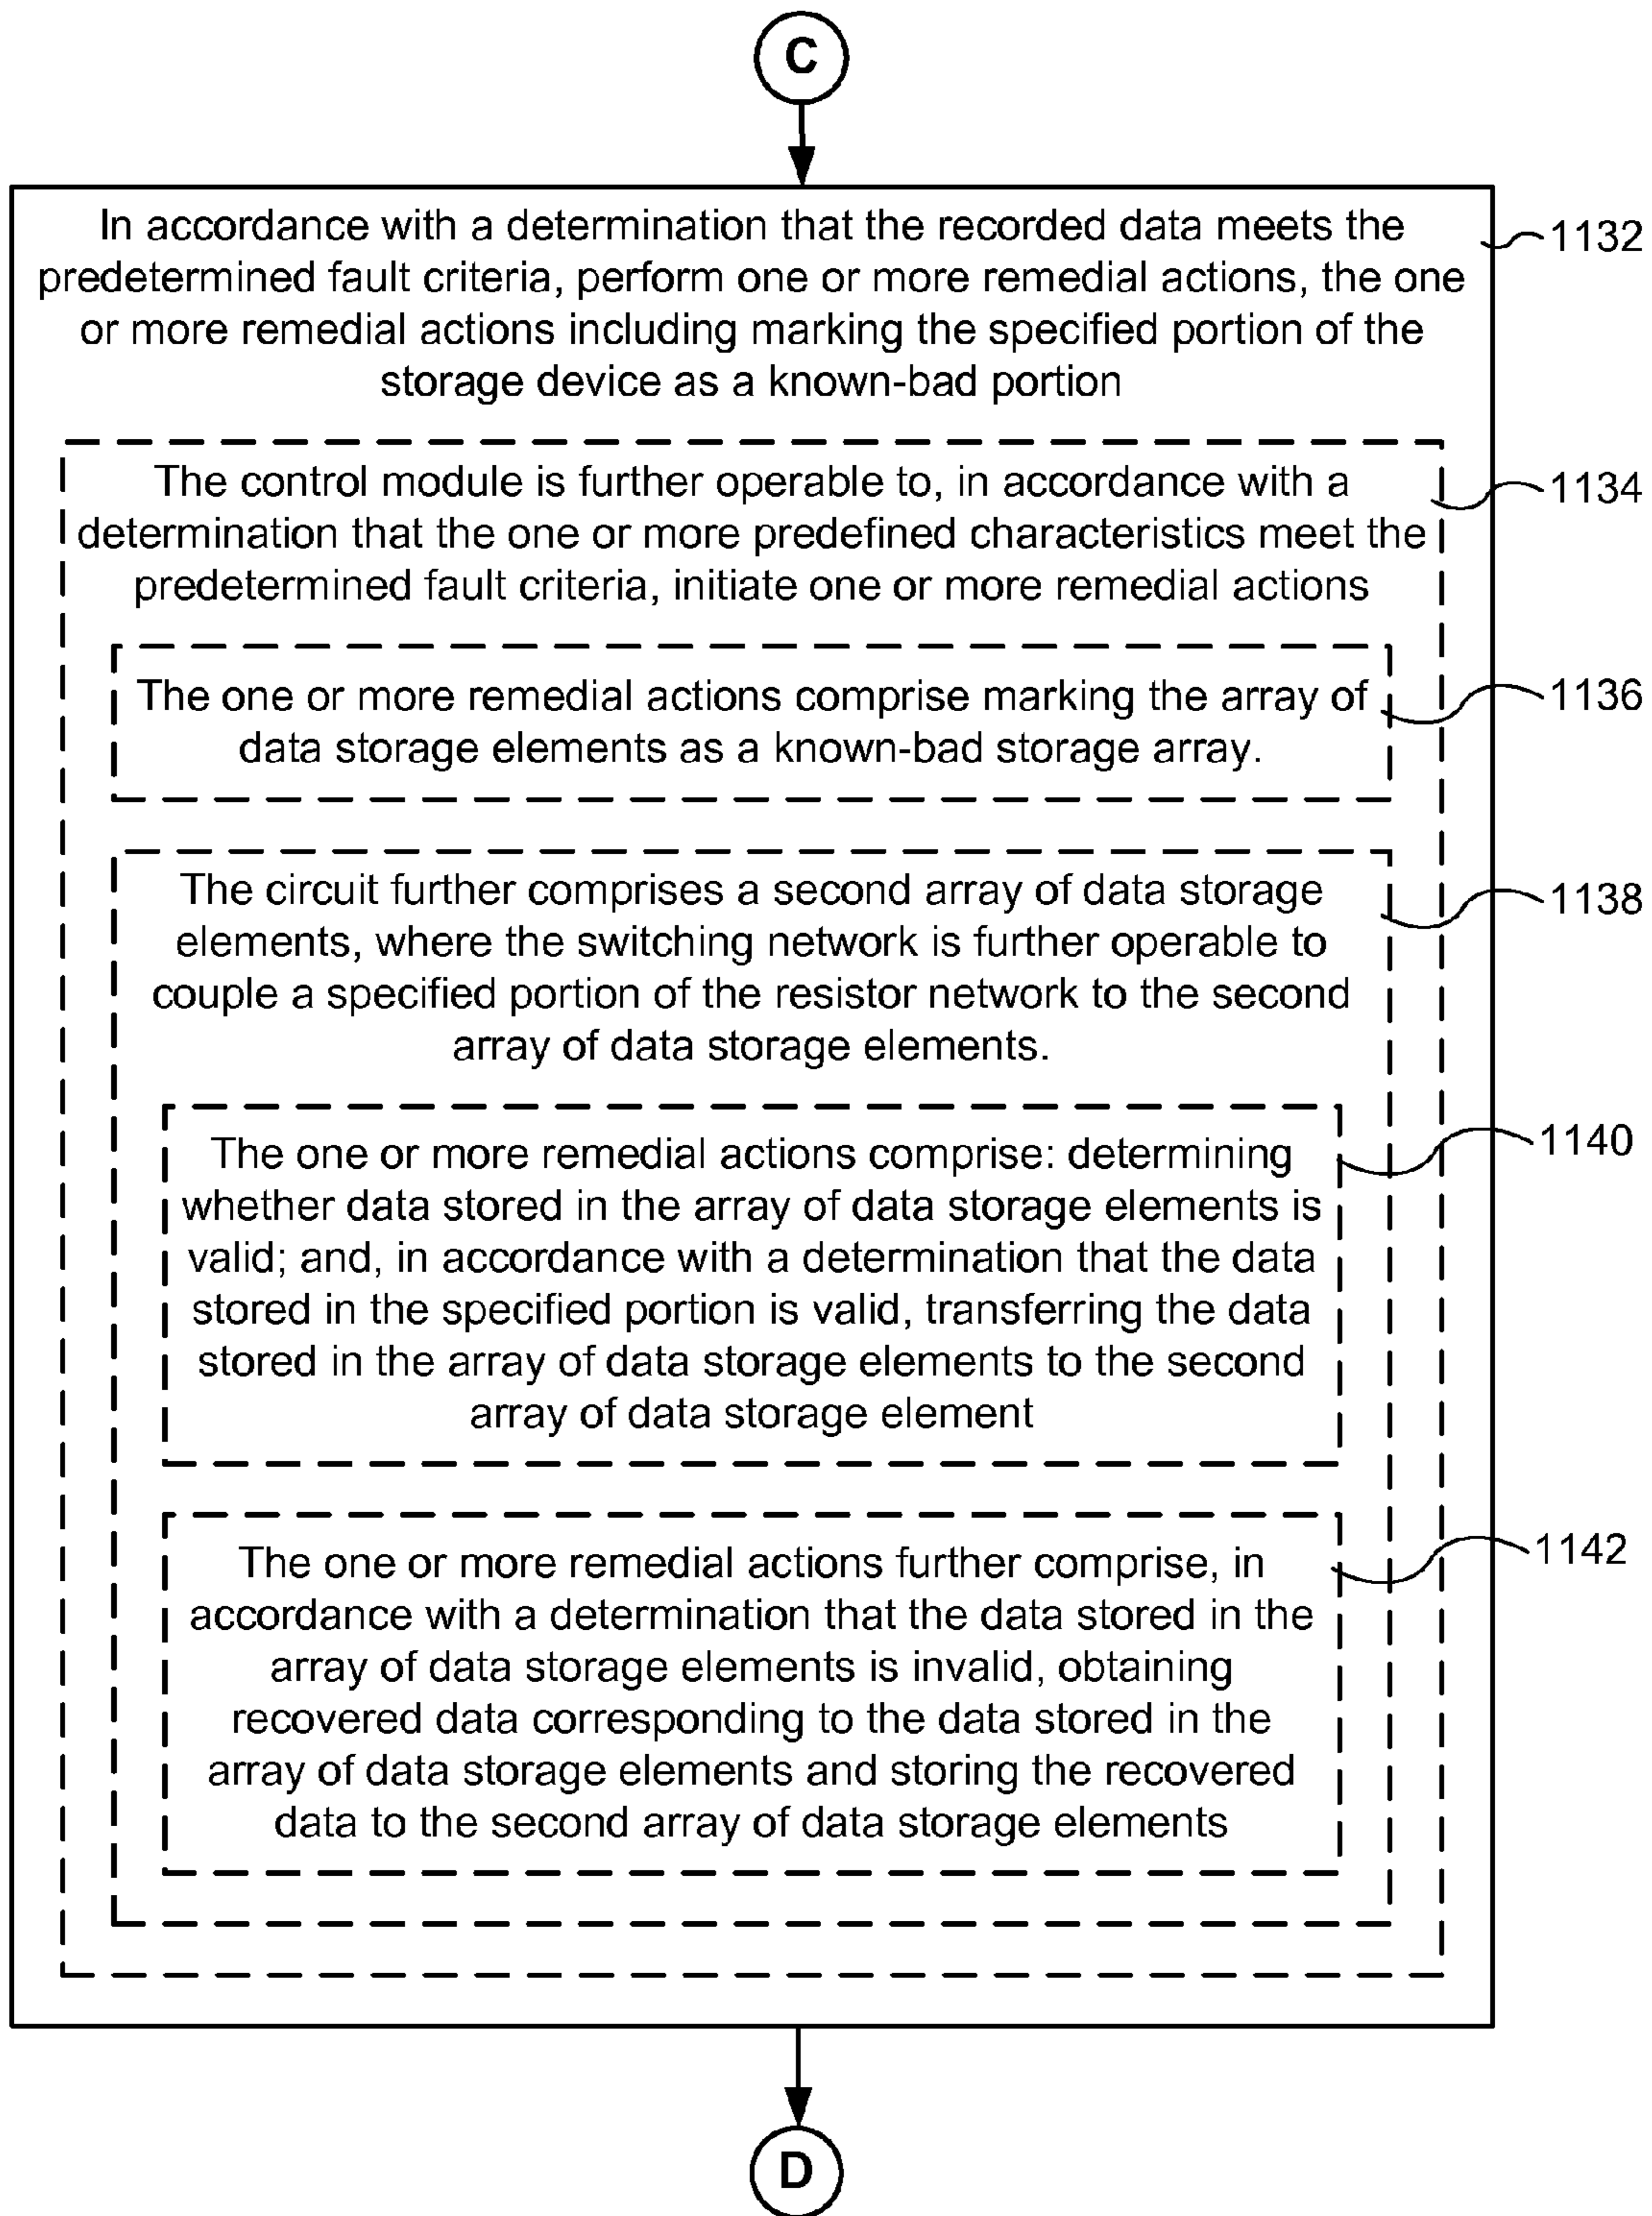 C
In accordance with a determination that the recorded data meets the
predetermined fault criteria, perform one or more remedial actions, the one
or more remedial actions including marking the specified portion of the
storage device as a known-bad portion
1132
The control module is further operable to, in accordance with a
determination that the one or more predefined characteristics meet the
predetermined fault criteria, initiate one or more remedial actions
1134
The one or more remedial actions comprise marking the array of
data storage elements as a known-bad storage array.
1136
The circuit further comprises a second array of data storage
elements, where the switching network is further operable to
couple a specified portion of the resistor network to the second
array of data storage elements.
1138
The one or more remedial actions comprise: determining
whether data stored in the array of data storage elements is
valid; and, in accordance with a determination that the data
stored in the specified portion is valid, transferring the data
stored in the array of data storage elements to the second
array of data storage element
1140
The one or more remedial actions further comprise, in
accordance with a determination that the data stored in the
array of data storage elements is invalid, obtaining
recovered data corresponding to the data stored in the
array of data storage elements and storing the recovered
data to the second array of data storage elements
1142
D